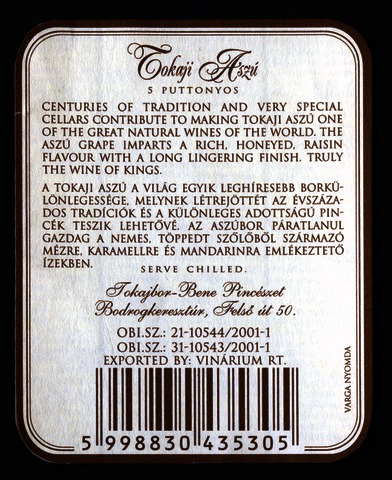 Tokaji Aszú
5 PUTTONYOS
CENTURIES OF TRADITION AND VERY SPECIAL
CELLARS CONTRIBUTE TO MAKING TOKAJI ASZÚ ONE
OF THE GREAT NATURAL WINES OF THE WORLD. THE
ASZÚ GRAPE IMPARTS A RICH, HONEYED, RAISIN
FLAVOUR WITH A LONG LINGERING FINISH. TRULY
THE WINE OF KINGS.
A TOKAJI ASZÚ A VILÁG EGYIK LEGHÍRESEBB BORKÜ-
LÖNLEGESSÉGE, MELYNEK LÉTREJÖTTÉT AZ ÉVSZÁZA-
DOS TRADÍCIÓK ÉS A KÜLÖNLEGES ADOTTSÁGÚ PIN-
CÉK TESZIK LEHETŐVÉ. AZ ASZÚBOR PÁRATLANUL
GAZDAG A NEMES, TÖPPEDT SZŐLŐBŐL SZÁRMAZÓ
MÉZRE, KARAMELLRE ÉS MANDARINRA EMLÉKEZTETŐ
ÍZEKBEN.
SERVE CHILLED.
Tokajbor-Bene Pincészet
Bodrogkeresztúr, Felső út 50.
OBI.SZ.: 21-10544/2001-1
OBI.SZ.: 31-10543/2001-1
EXPORTED BY: VINÁRIUM RT.
5 998830 435305
VARGA NYOMDA